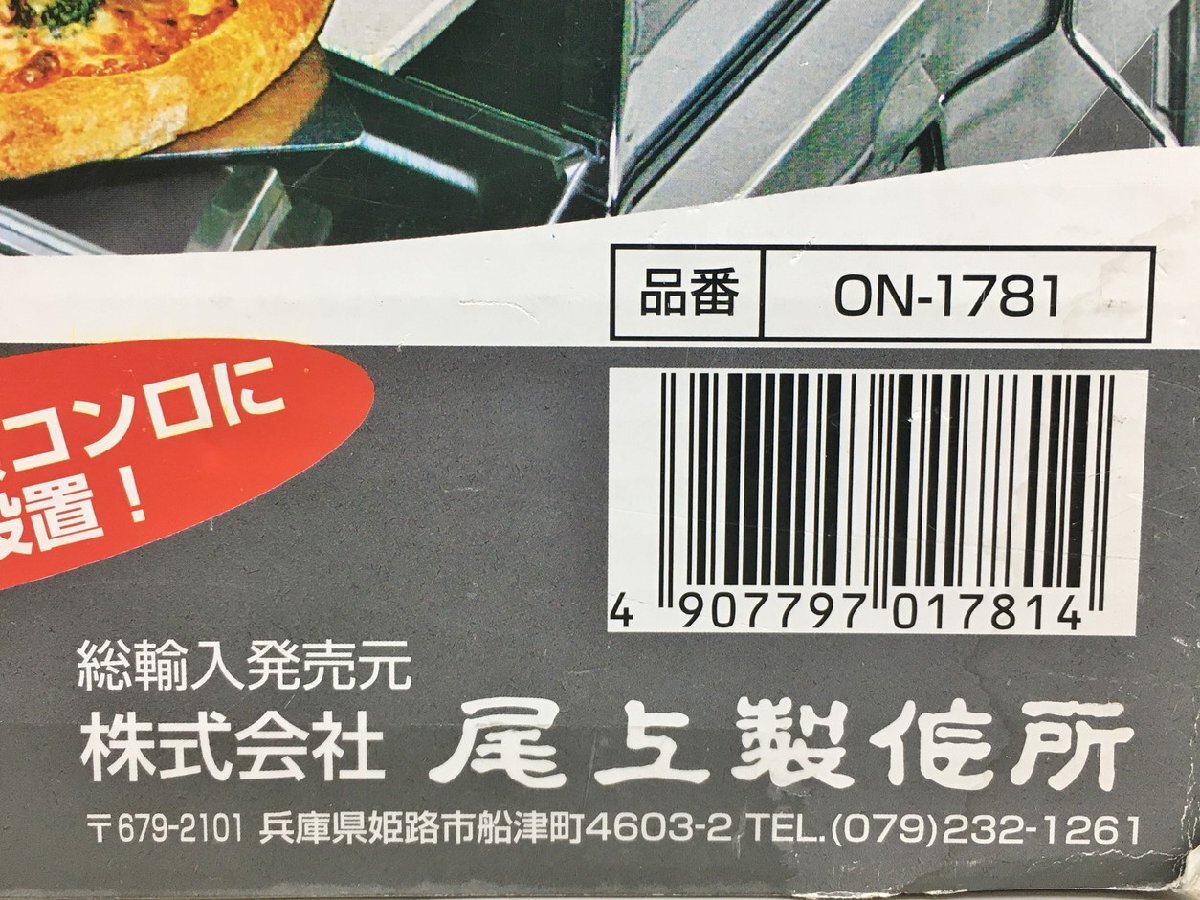 品番 ON-1781
コンロに
設置！
4 907797 017814
総輸入発売元
株式会社 尾上製作所
〒679-2101 兵庫県姫路市船津町4603-2 TEL.(079)232-1261